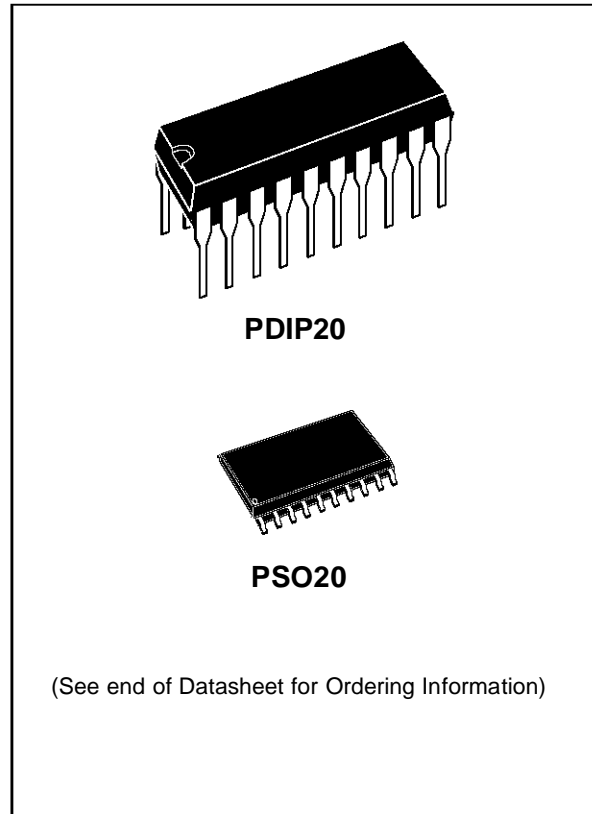 PDIP20
PSO20
(See end of Datasheet for Ordering Information)